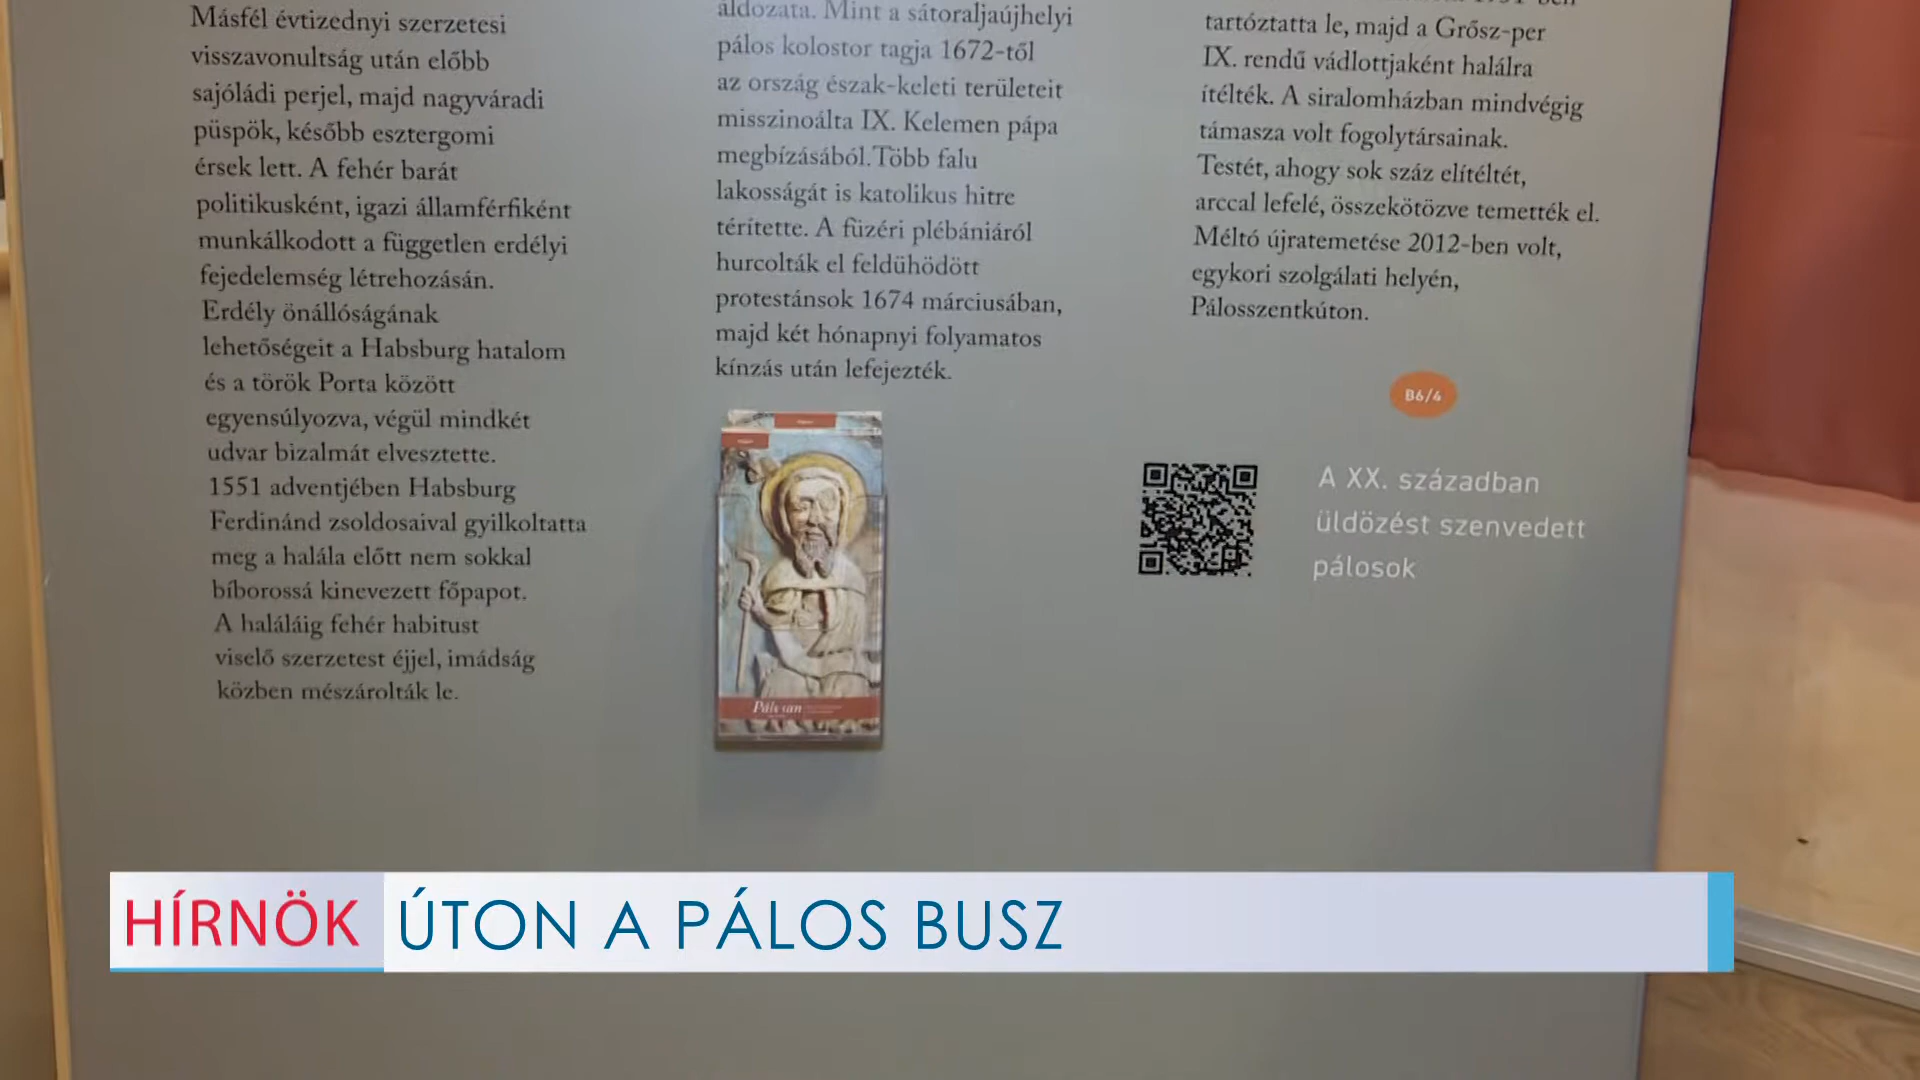 Másfél évtizednyi szerzetesi
visszavonultság után előbb
sajóládi perjel, majd nagyváradi
püspök, később esztergomi
érsek lett. A fehér barát
politikusként, igazi államférfiként
munkálkodott a független erdélyi
fejedelemség létrehozásán.
Erdély önállóságának
lehetőségeit a Habsburg hatalom
és a török Porta között
egyensúlyozva, végül mindkét
udvar bizalmát elvesztette.
1551 adventjében Habsburg
Ferdinánd zsoldosaival gyilkoltatta
meg a halála előtt nem sokkal
bíborossá kinevezett főpapot.
A haláláig fehér habitust
viselő szerzetest éjjel, imádság
közben mészárolták le.
áldozata. Mint a sátoraljaújhelyi
pálos kolostor tagja 1672-től
az ország észak-keleti területeit
misszinoálta IX. Kelemen pápa
megbízásából.Több falu
lakosságát is katolikus hitre
térítette. A füzéri plébániáról
hurcolták el feldühödött
protestánsok 1674 márciusában,
majd két hónapnyi folyamatos
kínzás után lefejezték.
tartóztatta le, majd a Grősz-per
IX. rendű vádlottjaként halálra
ítélték. A siralomházban mindvégig
támasza volt fogolytársainak.
Testét, ahogy sok száz elítéltét,
arccal lefelé, összekötözve temették el.
Méltó újratemetése 2012-ben volt,
egykori szolgálati helyén,
Pálosszentkúton.
B6/4
A XX. században
üldözést szenvedett
pálosok
HÍRNÖK ÚTON A PÁLOS BUSZ